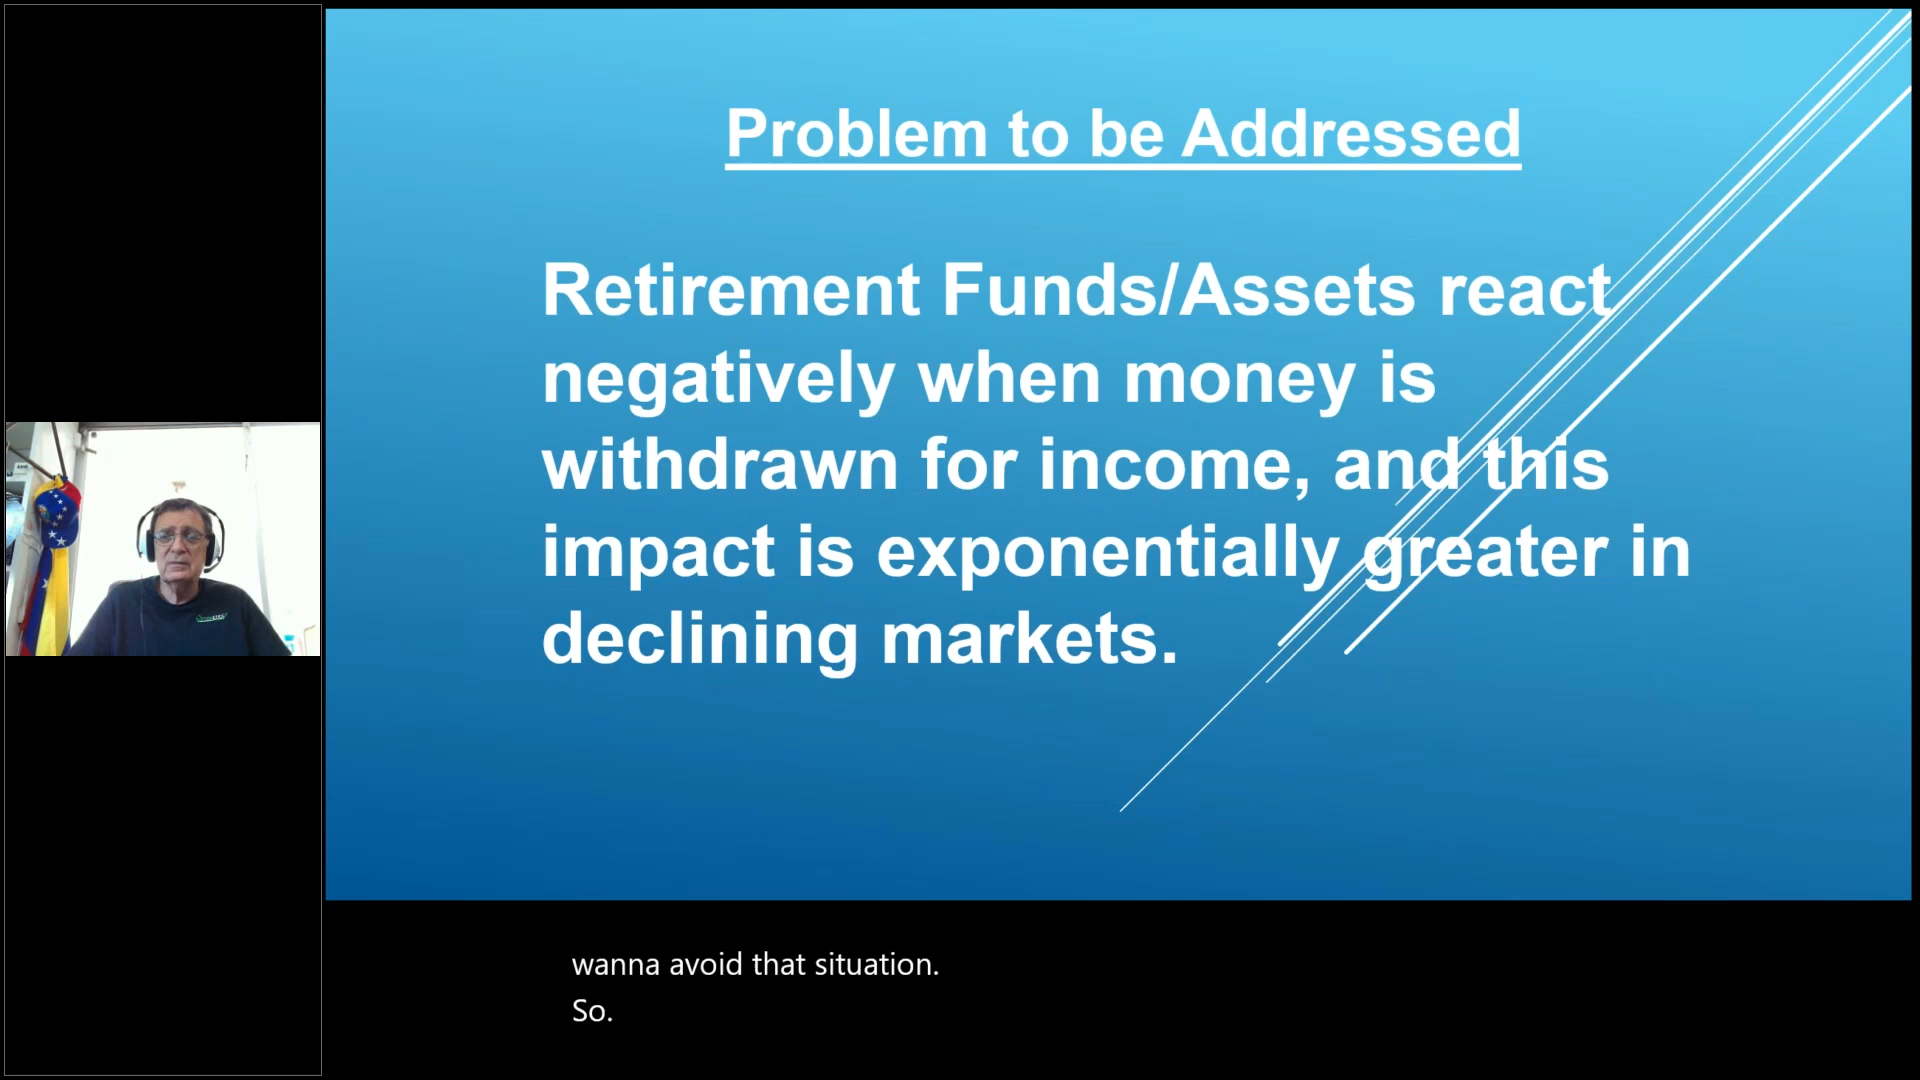 Problem to be Addressed
Retirement Funds/Assets react
negatively when money is
withdrawn for income, and this
impact is exponentially greater in
declining markets.
wanna avoid that situation.
So.